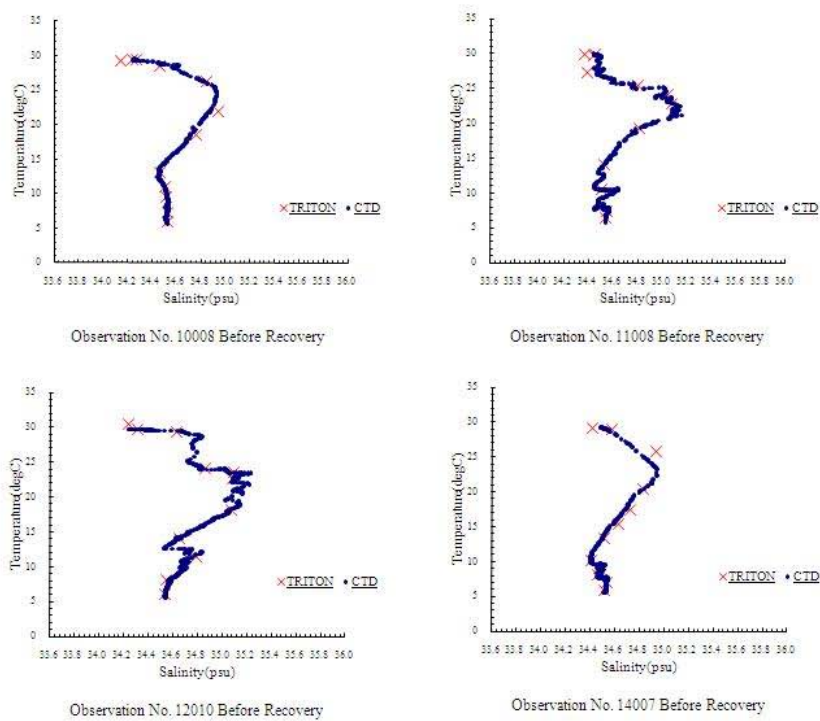 35
30
25
20
15
10
5
0
Temperature(degC)
× TRITON • CTD
33.6 33.8 34.0 34.2 34.4 34.6 34.8 35.0 35.2 35.4 35.6 35.8 36.0
Salinity(psu)
Observation No. 10008 Before Recovery
35
30
25
20
15
10
5
0
Temperature(degC)
× TRITON • CTD
33.6 33.8 34.0 34.2 34.4 34.6 34.8 35.0 35.2 35.4 35.6 35.8 36.0
Salinity(psu)
Observation No. 11008 Before Recovery
35
30
25
20
15
10
5
0
Temperature(degC)
× TRITON • CTD
33.6 33.8 34.0 34.2 34.4 34.6 34.8 35.0 35.2 35.4 35.6 35.8 36.0
Salinity(psu)
Observation No. 12010 Before Recovery
35
30
25
20
15
10
5
0
Temperature(degC)
× TRITON • CTD
33.6 33.8 34.0 34.2 34.4 34.6 34.8 35.0 35.2 35.4 35.6 35.8 36.0
Salinity(psu)
Observation No. 14007 Before Recovery